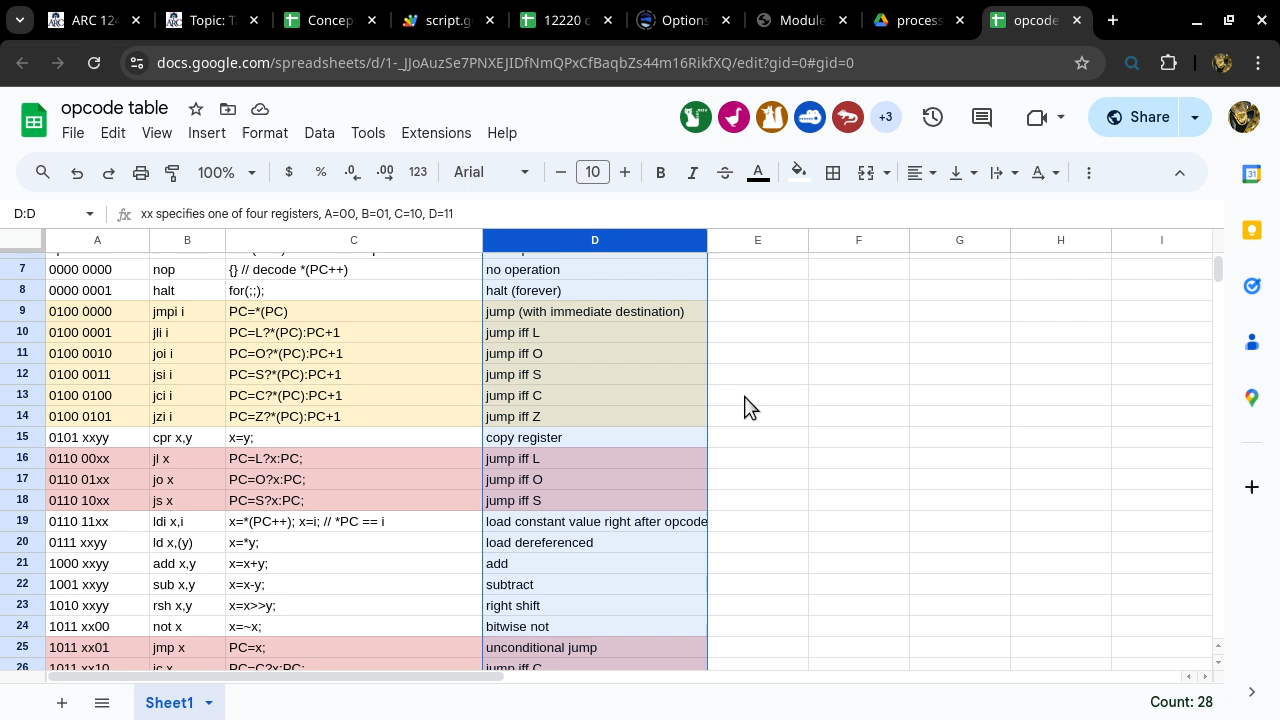 ARC 124
Topic: T
Concep
script.g
12220 c
Options
Module
process
opcode
docs.google.com/spreadsheets/d/1-_JJoAuzSe7PNXEJIDfNmQPxCfBaqbZs44m16RikfXQ/edit?gid=0#gid=0
opcode table
File Edit View Insert Format Data Tools Extensions Help
+3
Share
100% $ % .0 .00 123 Arial 10 B I S A
31
D:D
fx xx specifies one of four registers, A=00, B=01, C=10, D=11
A B C D E F G H I
7 0000 0000 nop {} // decode *(PC++) no operation
8 0000 0001 halt for(;;); halt (forever)
9 0100 0000 jmpi i PC=*(PC) jump (with immediate destination)
10 0100 0001 jli i PC=L?*(PC):PC+1 jump iff L
11 0100 0010 joi i PC=O?*(PC):PC+1 jump iff O
12 0100 0011 jsi i PC=S?*(PC):PC+1 jump iff S
13 0100 0100 jci i PC=C?*(PC):PC+1 jump iff C
14 0100 0101 jzi i PC=Z?*(PC):PC+1 jump iff Z
15 0101 xxyy cpr x,y x=y; copy register
16 0110 00xx jl x PC=L?x:PC; jump iff L
17 0110 01xx jo x PC=O?x:PC; jump iff O
18 0110 10xx js x PC=S?x:PC; jump iff S
19 0110 11xx ldi x,i x=*(PC++); x=i; // *PC == i load constant value right after opcode
20 0111 xxyy ld x,(y) x=*y; load dereferenced
21 1000 xxyy add x,y x=x+y; add
22 1001 xxyy sub x,y x=x-y; subtract
23 1010 xxyy rsh x,y x=x>>y; right shift
24 1011 xx00 not x x=~x; bitwise not
25 1011 xx01 jmp x PC=x; unconditional jump
26 1011 xx10 jc x PC=C?x:PC; jump iff C
Sheet1
Count: 28